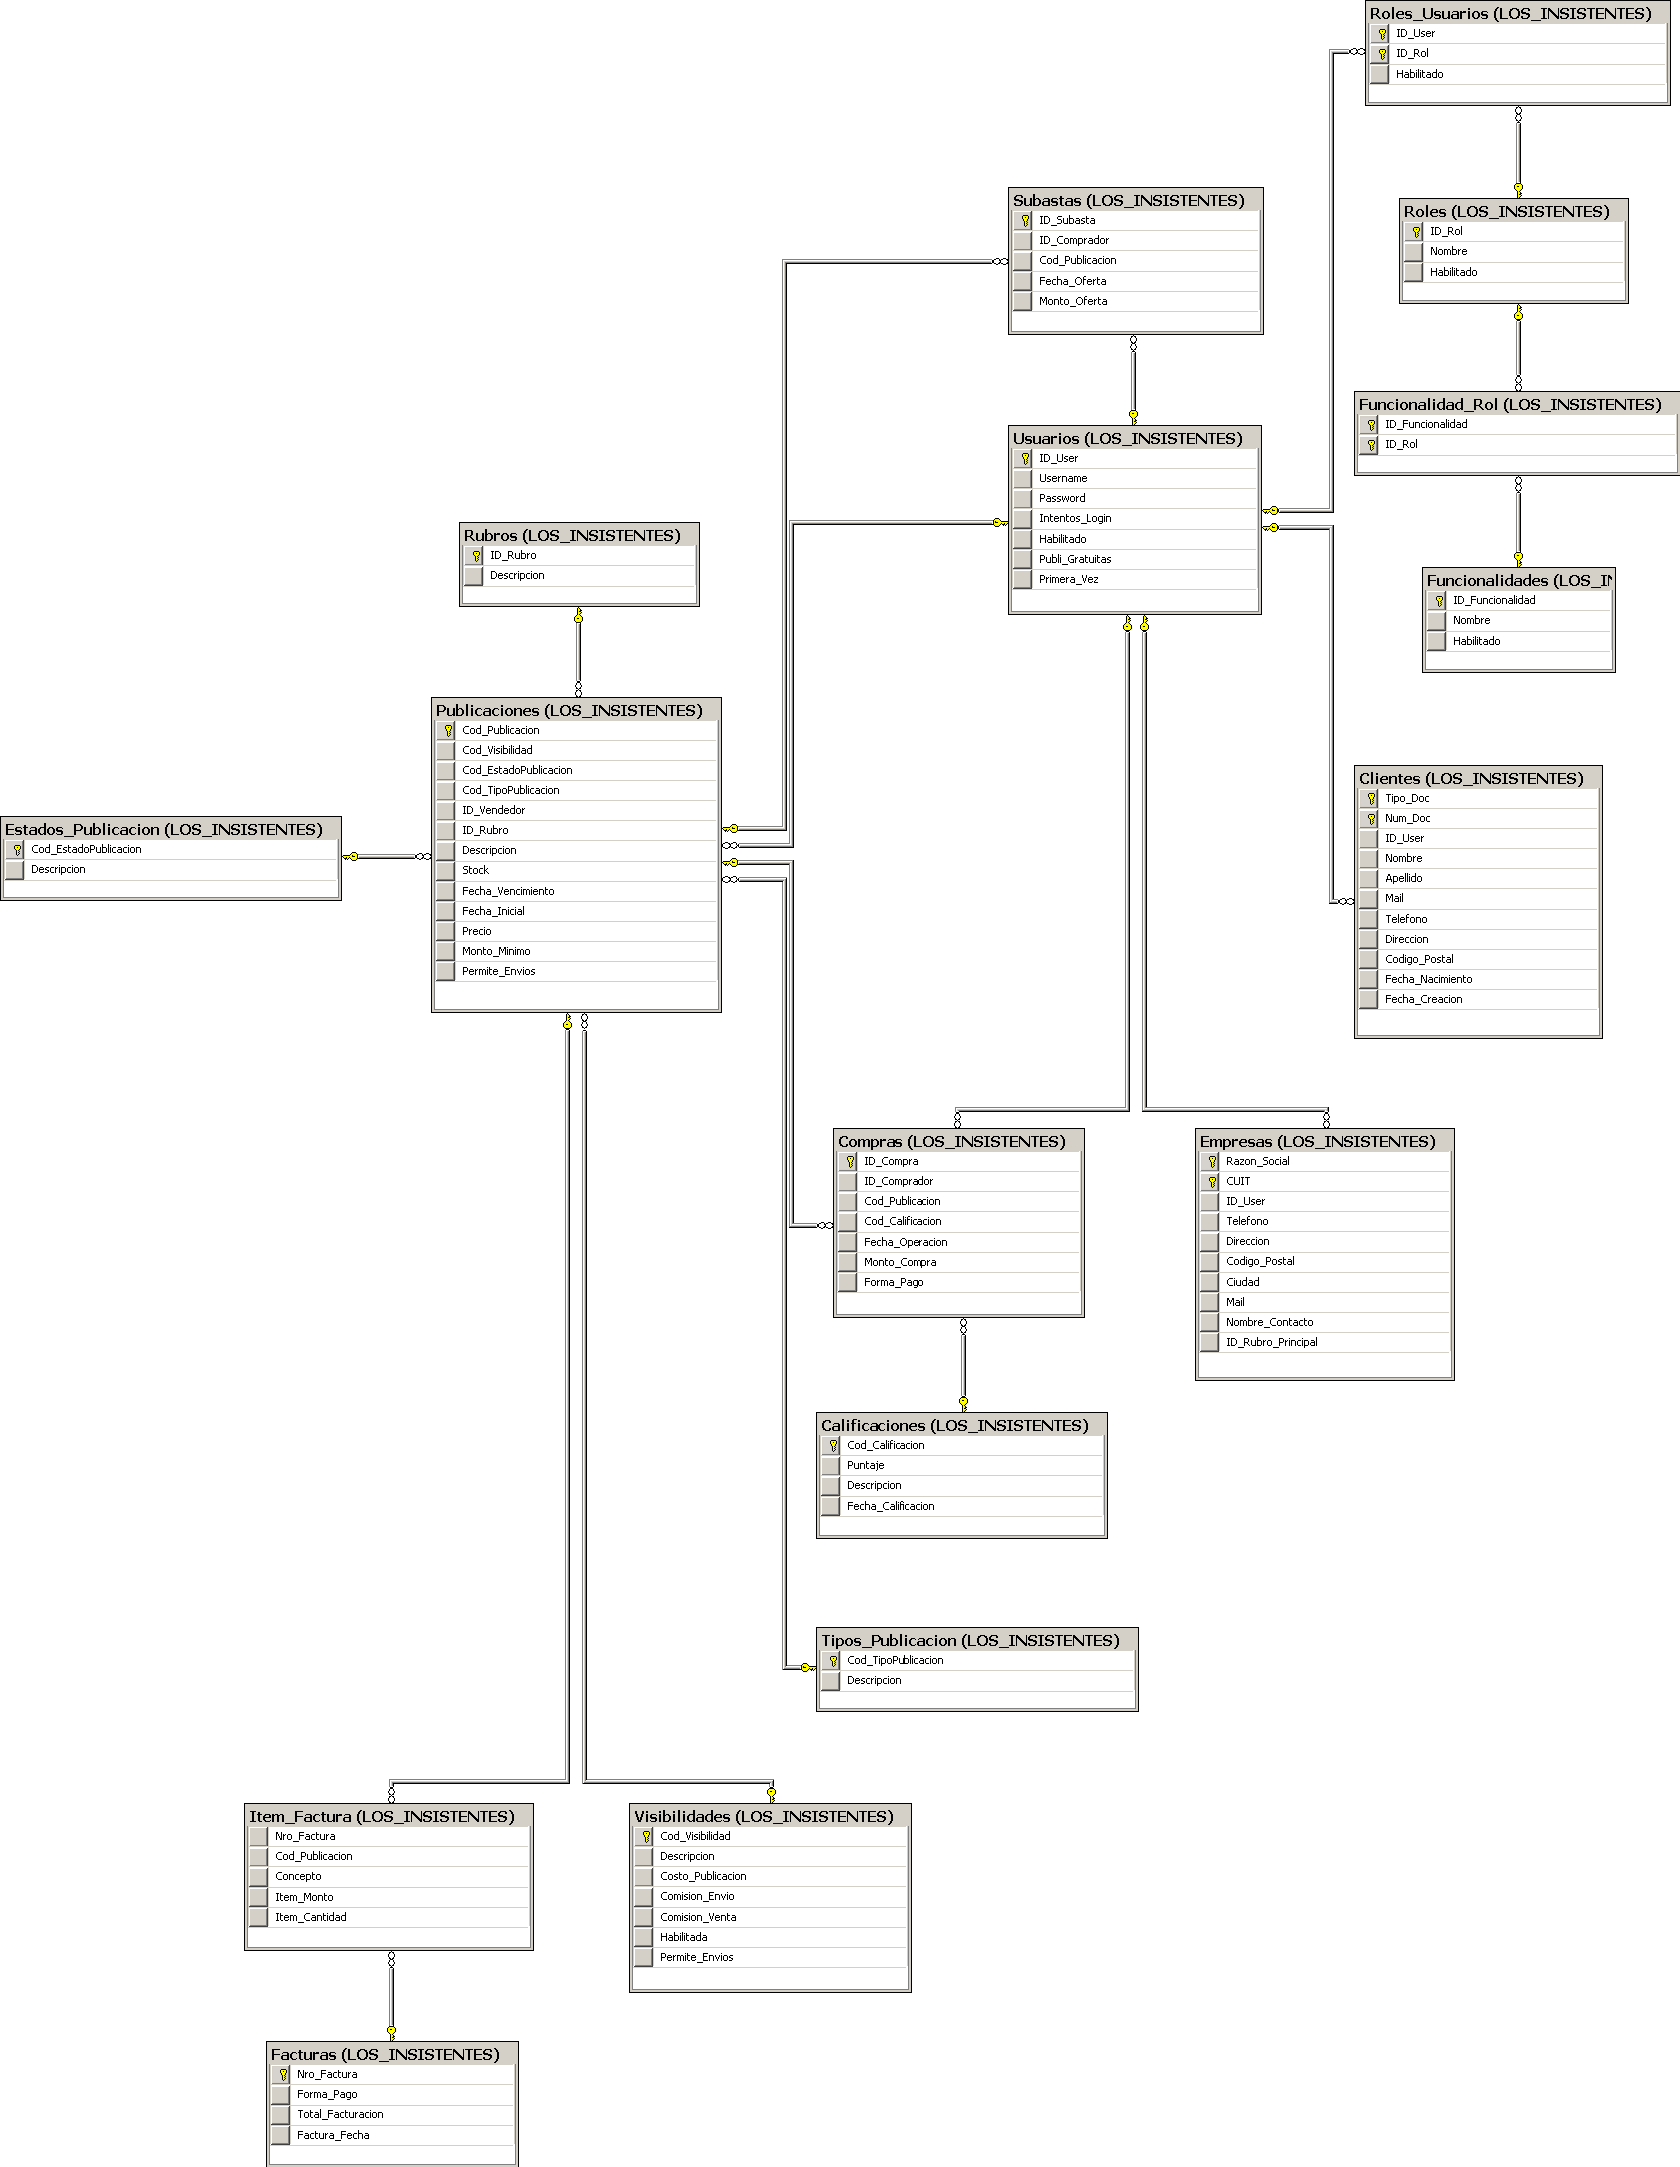 Roles_Usuarios (LOS_INSISTENTES)
ID_User
ID_Rol
Habilitado
Subastas (LOS_INSISTENTES)
ID_Subasta
ID_Comprador
Cod_Publicacion
Fecha_Oferta
Monto_Oferta
Roles (LOS_INSISTENTES)
ID_Rol
Nombre
Habilitado
Funcionalidad_Rol (LOS_INSISTENTES)
ID_Funcionalidad
ID_Rol
Usuarios (LOS_INSISTENTES)
ID_User
Username
Password
Intentos_Login
Habilitado
Publi_Gratuitas
Primera_Vez
Rubros (LOS_INSISTENTES)
ID_Rubro
Descripcion
Funcionalidades (LOS_IN
ID_Funcionalidad
Nombre
Habilitado
Publicaciones (LOS_INSISTENTES)
Cod_Publicacion
Cod_Visibilidad
Cod_EstadoPublicacion
Cod_TipoPublicacion
ID_Vendedor
ID_Rubro
Descripcion
Stock
Fecha_Vencimiento
Fecha_Inicial
Precio
Monto_Minimo
Permite_Envios
Estados_Publicacion (LOS_INSISTENTES)
Cod_EstadoPublicacion
Descripcion
Clientes (LOS_INSISTENTES)
Tipo_Doc
Num_Doc
ID_User
Nombre
Apellido
Mail
Telefono
Direccion
Codigo_Postal
Fecha_Nacimiento
Fecha_Creacion
Compras (LOS_INSISTENTES)
ID_Compra
ID_Comprador
Cod_Publicacion
Cod_Calificacion
Fecha_Operacion
Monto_Compra
Forma_Pago
Empresas (LOS_INSISTENTES)
Razon_Social
CUIT
ID_User
Telefono
Direccion
Codigo_Postal
Ciudad
Mail
Nombre_Contacto
ID_Rubro_Principal
Calificaciones (LOS_INSISTENTES)
Cod_Calificacion
Puntaje
Descripcion
Fecha_Calificacion
Tipos_Publicacion (LOS_INSISTENTES)
Cod_TipoPublicacion
Descripcion
Item_Factura (LOS_INSISTENTES)
Nro_Factura
Cod_Publicacion
Concepto
Item_Monto
Item_Cantidad
Visibilidades (LOS_INSISTENTES)
Cod_Visibilidad
Descripcion
Costo_Publicacion
Comision_Envio
Comision_Venta
Habilitada
Permite_Envios
Facturas (LOS_INSISTENTES)
Nro_Factura
Forma_Pago
Total_Facturacion
Factura_Fecha